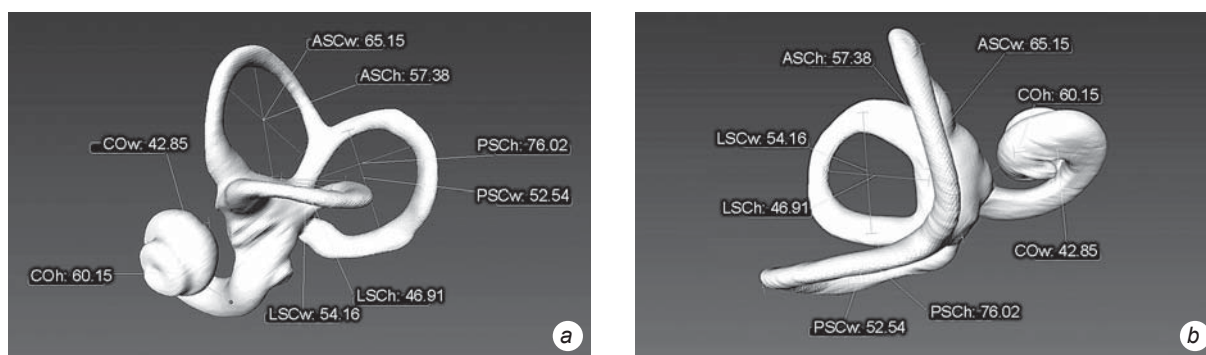 ASCw: 65.15
ASCh: 57.38
COw: 42.85
PSCh: 76.02
PSCw: 52.54
COh: 60.15
LSCh: 46.91
LSCw: 54.16
a
ASCw: 65.15
ASCh: 57.38
COh: 60.15
LSCw: 54.16
LSCh: 46.91
COw: 42.85
PSCh: 76.02
PSCw: 52.54
b